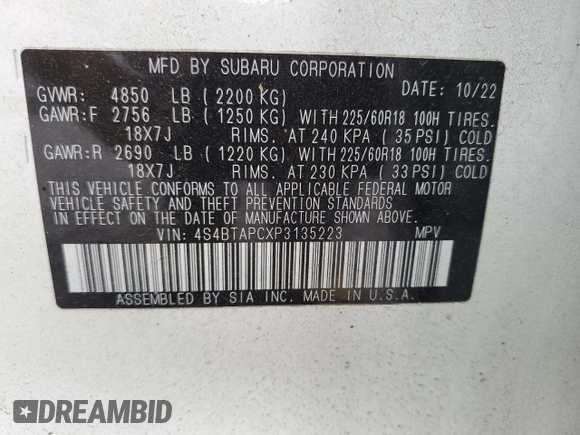 MFD BY SUBARU CORPORATION
DATE: 10/22
GVWR: 4850 LB ( 2200 KG)
GAWR:F 2756 LB ( 1250 KG) WITH 225/60R18 100H TIRES.
18X7J RIMS. AT 240 KPA ( 35 PSI) COLD
GAWR:R 2690 LB ( 1220 KG) WITH 225/60R18 100H TIRES.
18X7J RIMS. AT 230 KPA ( 33 PSI) COLD
THIS VEHICLE CONFORMS TO ALL APPLICABLE FEDERAL MOTOR
VEHICLE SAFETY AND THEFT PREVENTION STANDARDS
IN EFFECT ON THE DATE OF MANUFACTURE SHOWN ABOVE.
VIN: 4S4BTAPCXP3135223 MPV
ASSEMBLED BY SIA INC. MADE IN U.S.A.
DREAMBID